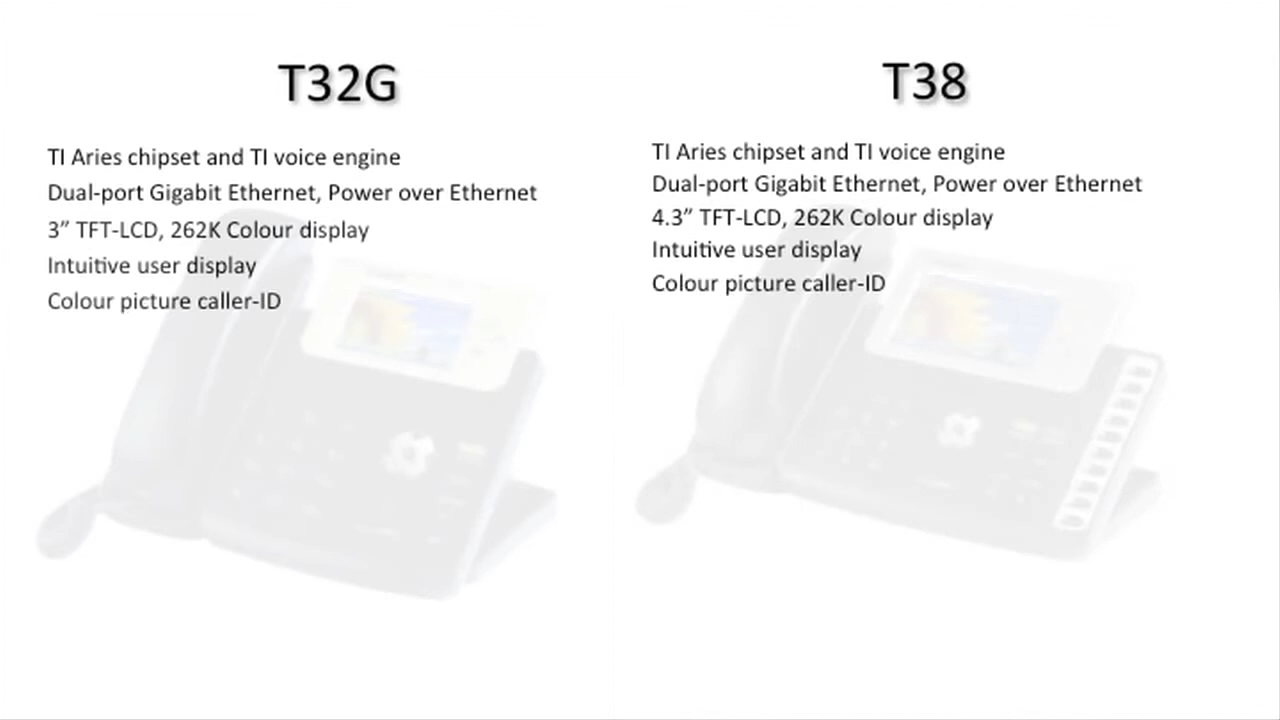 T32G
TI Aries chipset and TI voice engine
Dual-port Gigabit Ethernet, Power over Ethernet
3” TFT-LCD, 262K Colour display
Intuitive user display
Colour picture caller-ID
T38
TI Aries chipset and TI voice engine
Dual-port Gigabit Ethernet, Power over Ethernet
4.3” TFT-LCD, 262K Colour display
Intuitive user display
Colour picture caller-ID